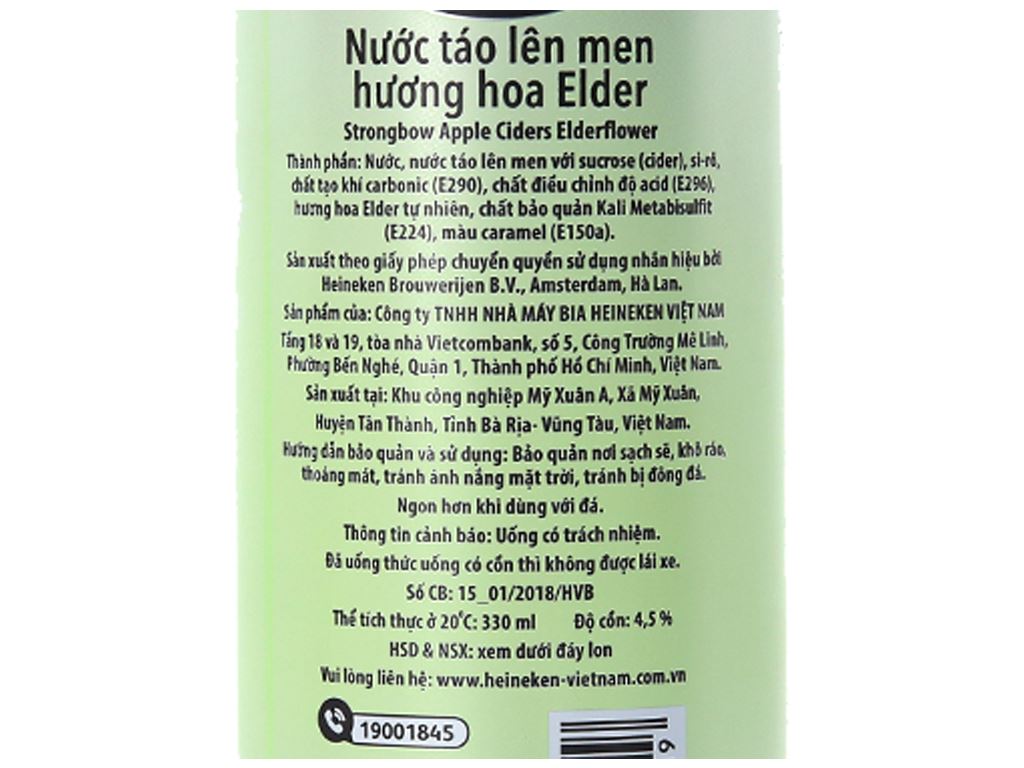 Nước táo lên men
hương hoa Elder
Strongbow Apple Ciders Elderflower
Thành phần: Nước, nước táo lên men với sucrose (cider), si-rô,
chất tạo khí carbonic (E290), chất điều chỉnh độ acid (E296),
hương hoa Elder tự nhiên, chất bảo quản Kali Metabisulfit
(E224), màu caramel (E150a).
Sản xuất theo giấy phép chuyển quyền sử dụng nhãn hiệu bởi
Heineken Brouwerijen B.V., Amsterdam, Hà Lan.
Sản phẩm của: Công ty TNHH NHÀ MÁY BIA HEINEKEN VIỆT NAM
Tầng 18 và 19, tòa nhà Vietcombank, số 5, Công Trường Mê Linh,
Phường Bến Nghé, Quận 1, Thành phố Hồ Chí Minh, Việt Nam.
Sản xuất tại: Khu công nghiệp Mỹ Xuân A, Xã Mỹ Xuân,
Huyện Tân Thành, Tỉnh Bà Rịa- Vũng Tàu, Việt Nam.
Hướng dẫn bảo quản và sử dụng: Bảo quản nơi sạch sẽ, khô ráo,
thoáng mát, tránh ánh nắng mặt trời, tránh bị đông đá.
Ngon hơn khi dùng với đá.
Thông tin cảnh báo: Uống có trách nhiệm.
Đã uống thức uống có cồn thì không được lái xe.
Số CB: 15_01/2018/HVB
Thể tích thực ở 20°C: 330 ml Độ cồn: 4,5 %
HSD & NSX: xem dưới đáy lon
Vui lòng liên hệ: www.heineken-vietnam.com.vn
19001845